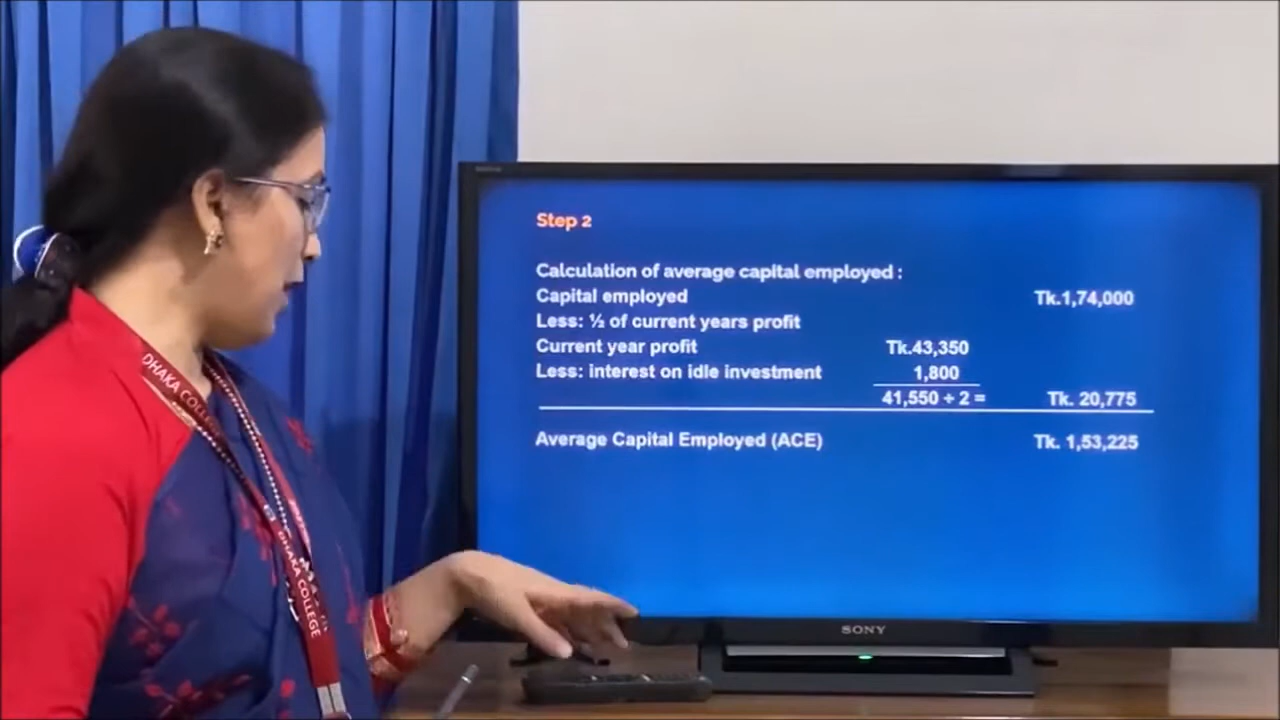 Step 2
Calculation of average capital employed :
Capital employed Tk.1,74,000
Less: ½ of current years profit
Current year profit Tk.43,350
Less: interest on idle investment 1,800
41,550 ÷ 2 = Tk. 20,775
Average Capital Employed (ACE) Tk. 1,53,225
SONY
DHAKA COL
DHAKA COLLEGE